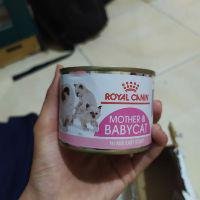 ROYAL CANIN
MOTHER &
BABYCAT